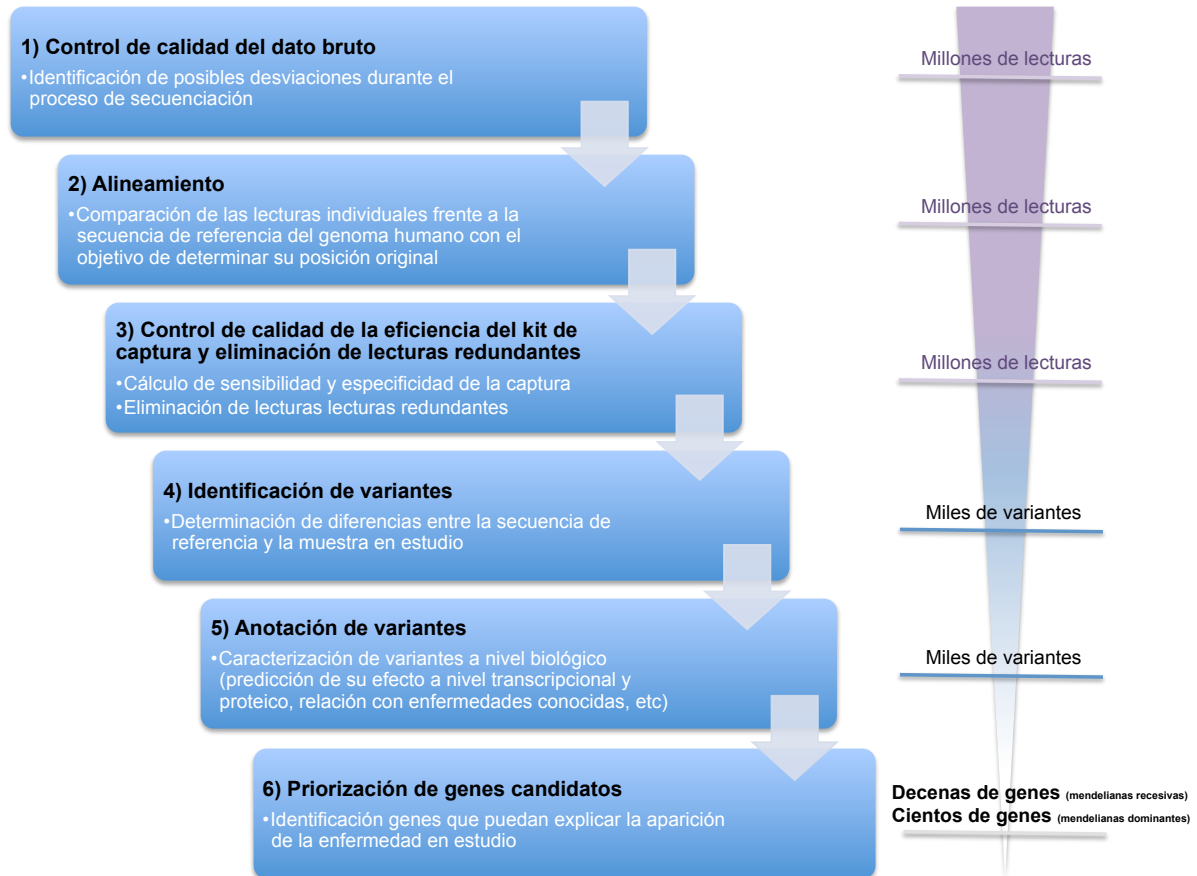 1) Control de calidad del dato bruto
•Identificación de posibles desviaciones durante el
proceso de secuenciación
Millones de lecturas
2) Alineamiento
•Comparación de las lecturas individuales frente a la
secuencia de referencia del genoma humano con el
objetivo de determinar su posición original
Millones de lecturas
3) Control de calidad de la eficiencia del kit de
captura y eliminación de lecturas redundantes
•Cálculo de sensibilidad y especificidad de la captura
•Eliminación de lecturas lecturas redundantes
Millones de lecturas
4) Identificación de variantes
•Determinación de diferencias entre la secuencia de
referencia y la muestra en estudio
Miles de variantes
5) Anotación de variantes
•Caracterización de variantes a nivel biológico
(predicción de su efecto a nivel transcripcional y
proteico, relación con enfermedades conocidas, etc)
Miles de variantes
6) Priorización de genes candidatos
•Identificación genes que puedan explicar la aparición
de la enfermedad en estudio
Decenas de genes (mendelianas recesivas)
Cientos de genes (mendelianas dominantes)